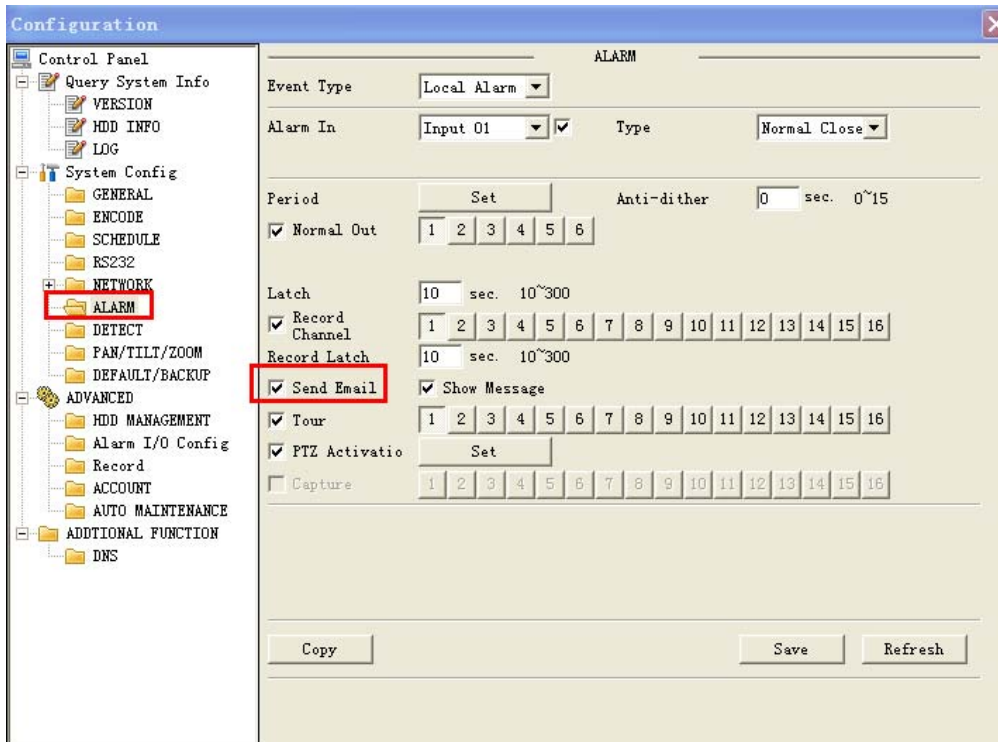 Configuration
Control Panel
Query System Info
VERSION
HDD INFO
LOG
System Config
GENERAL
ENCODE
SCHEDULE
RS232
NETWORK
ALARM
DETECT
PAN/TILT/ZOOM
DEFAULT/BACKUP
ADVANCED
HDD MANAGEMENT
Alarm I/O Config
Record
ACCOUNT
AUTO MAINTENANCE
ADDTIONAL FUNCTION
DNS
ALARM
Event Type Local Alarm
Alarm In Input 01 Type Normal Close
Period Set Anti-dither 0 sec. 0~15
Normal Out 1 2 3 4 5 6
Latch 10 sec. 10~300
Record
Channel 1 2 3 4 5 6 7 8 9 10 11 12 13 14 15 16
Record Latch 10 sec. 10~300
Send Email Show Message
Tour 1 2 3 4 5 6 7 8 9 10 11 12 13 14 15 16
PTZ Activatio Set
Capture 1 2 3 4 5 6 7 8 9 10 11 12 13 14 15 16
Copy Save Refresh